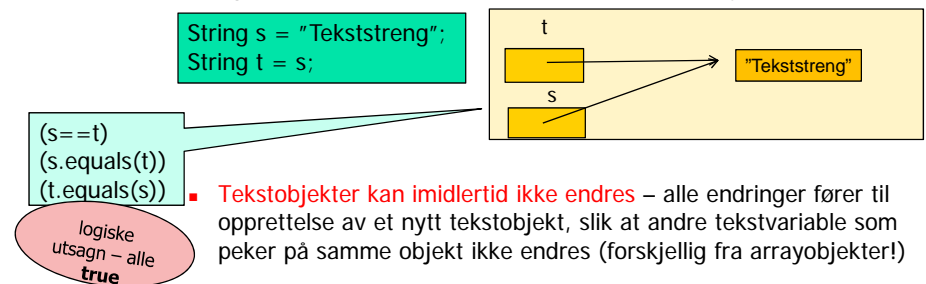 String s = ”Tekststreng”;
String t = s;
t
”Tekststreng”
s
(s==t)
(s.equals(t))
(t.equals(s))
logiske
utsagn – alle
true
Tekstobjekter kan imidlertid ikke endres – alle endringer fører til
opprettelse av et nytt tekstobjekt, slik at andre tekstvariable som
peker på samme objekt ikke endres (forskjellig fra arrayobjekter!)